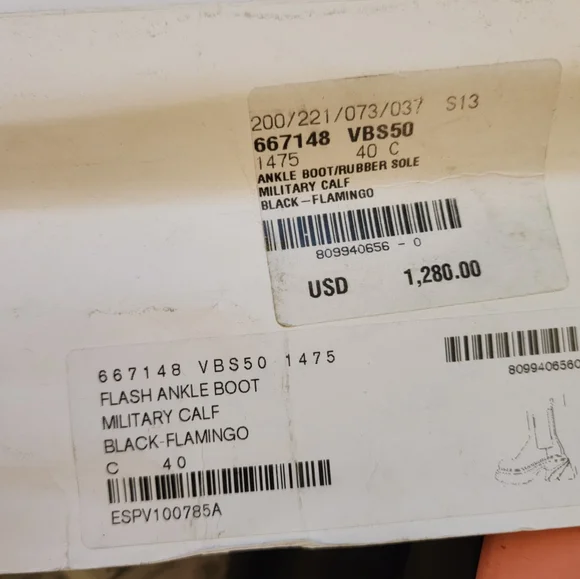 200/221/073/037 S13
667148 VBS50
1475 40 C
ANKLE BOOT/RUBBER SOLE
MILITARY CALF
BLACK-FLAMINGO
809940656 - 0
USD 1,280.00
667148 VBS50 1475
FLASH ANKLE BOOT
MILITARY CALF
BLACK-FLAMINGO
C 40
ESPV100785A
8099406560